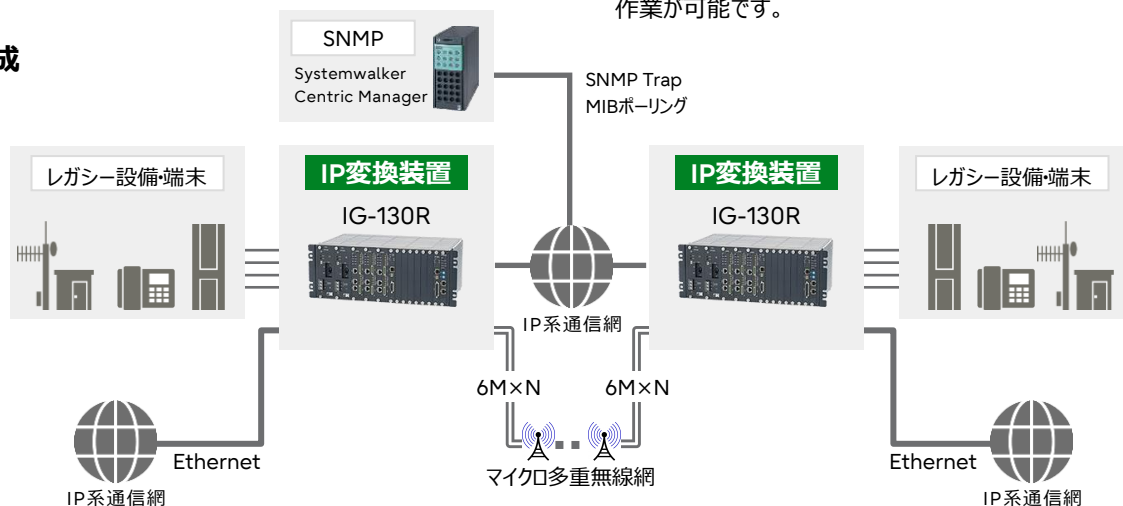 作業が可能です。
成
SNMP
Systemwalker
Centric Manager
SNMP Trap
MIBポーリング
レガシー設備・端末
IP変換装置
IG-130R
IP変換装置
IG-130R
レガシー設備・端末
IP系通信網
6M×N
6M×N
Ethernet
マイクロ多重無線網
Ethernet
IP系通信網
IP系通信網